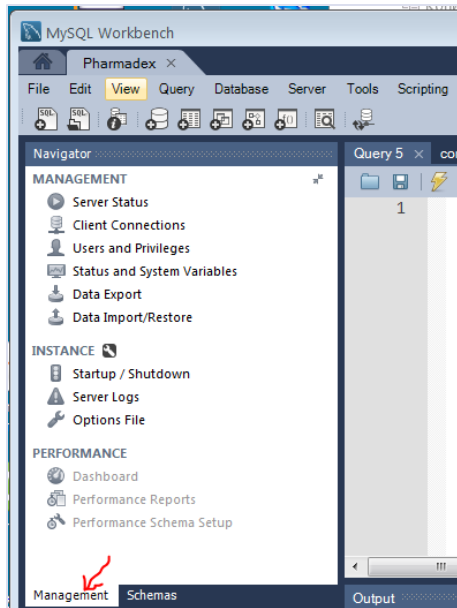 MySQL Workbench
Pharmadex ×
File Edit View Query Database Server Tools Scripting
Navigator
Query 5 ×
MANAGEMENT
1
Server Status
Client Connections
Users and Privileges
Status and System Variables
Data Export
Data Import/Restore
INSTANCE
Startup / Shutdown
Server Logs
Options File
PERFORMANCE
Dashboard
Performance Reports
Performance Schema Setup
Management Schemas
Output